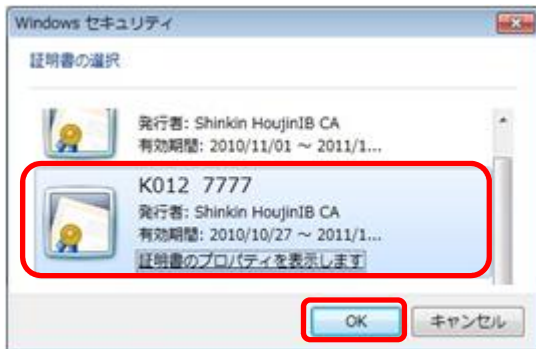 Windows セキュリティ
証明書の選択
発行者: Shinkin HoujinIB CA
有効期間: 2010/11/01 ～ 2011/1...
K012 7777
発行者: Shinkin HoujinIB CA
有効期間: 2010/10/27 ～ 2011/1...
証明書のプロパティを表示します
OK キャンセル